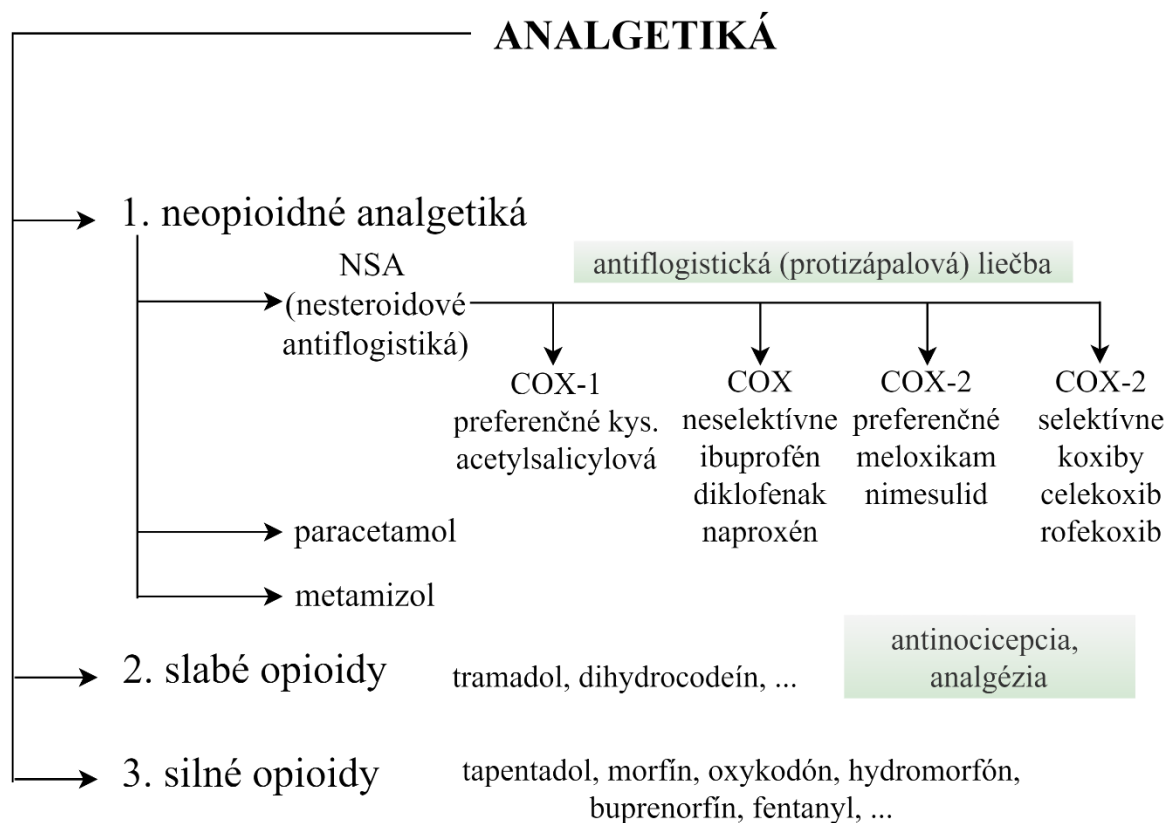 ANALGETIKÁ
1. neopioidné analgetiká
NSA
(nesteroidové
antiflogistiká)
antiflogistická (protizápalová) liečba
COX-1
preferenčné kys.
acetylsalicylová
COX
neselektívne
ibuprofén
diklofenak
naproxén
COX-2
preferenčné
meloxikam
nimesulid
COX-2
selektívne
koxiby
celekoxib
rofekoxib
paracetamol
metamizol
2. slabé opioidy
tramadol, dihydrocodeín, ...
antinocicepcia,
analgézia
3. silné opioidy
tapentadol, morfín, oxykodón, hydromorfón,
buprenorfín, fentanyl, ...